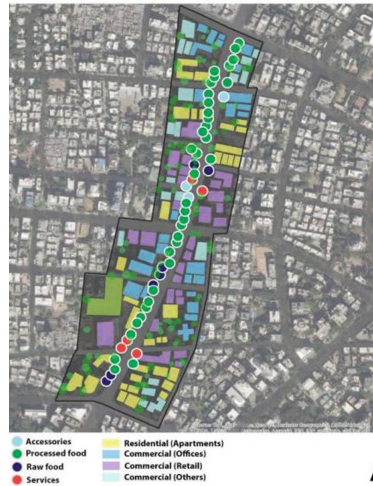 Accessories
Processed food
Raw food
Services
Residential (Apartments)
Commercial (Offices)
Commercial (Retail)
Commercial (Others)